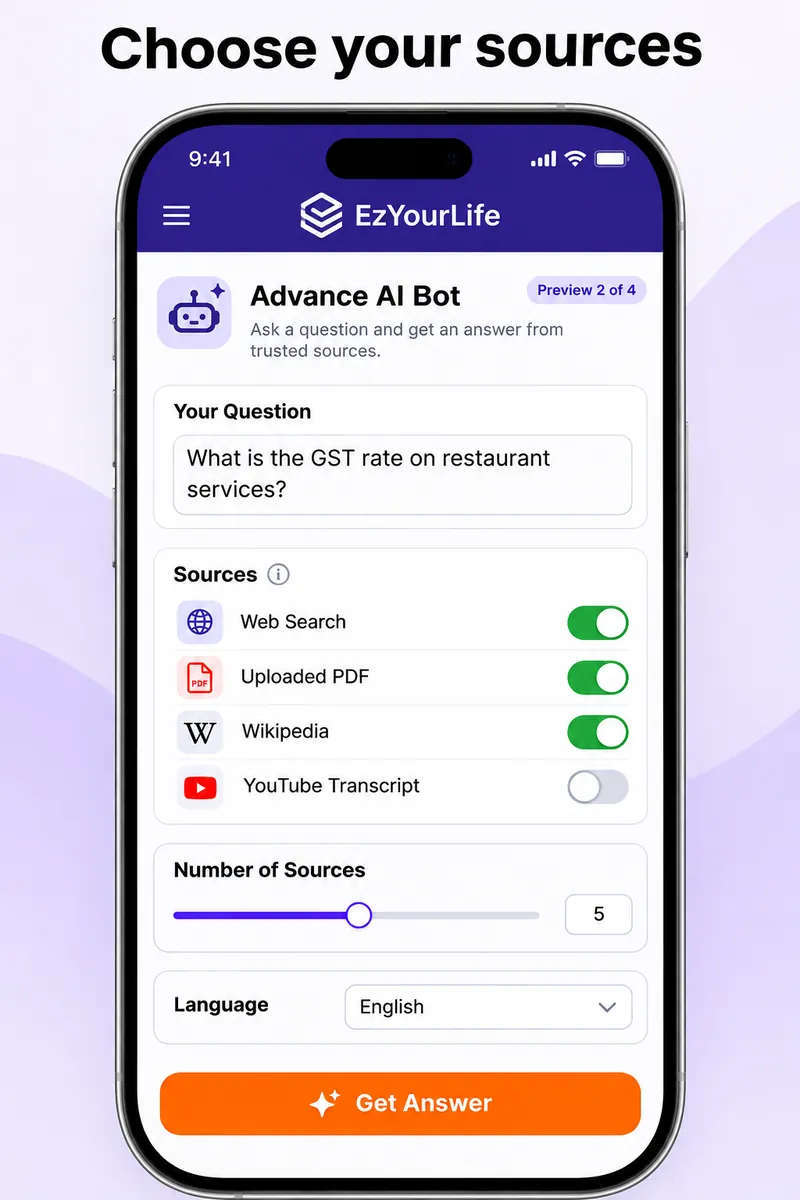 Choose your sources
9:41
EzYourLife
Advance AI Bot
Preview 2 of 4
Ask a question and get an answer from
trusted sources.
Your Question
What is the GST rate on restaurant
services?
Sources
Web Search
PDF
Uploaded PDF
W
Wikipedia
YouTube Transcript
Number of Sources
5
Language
English
Get Answer